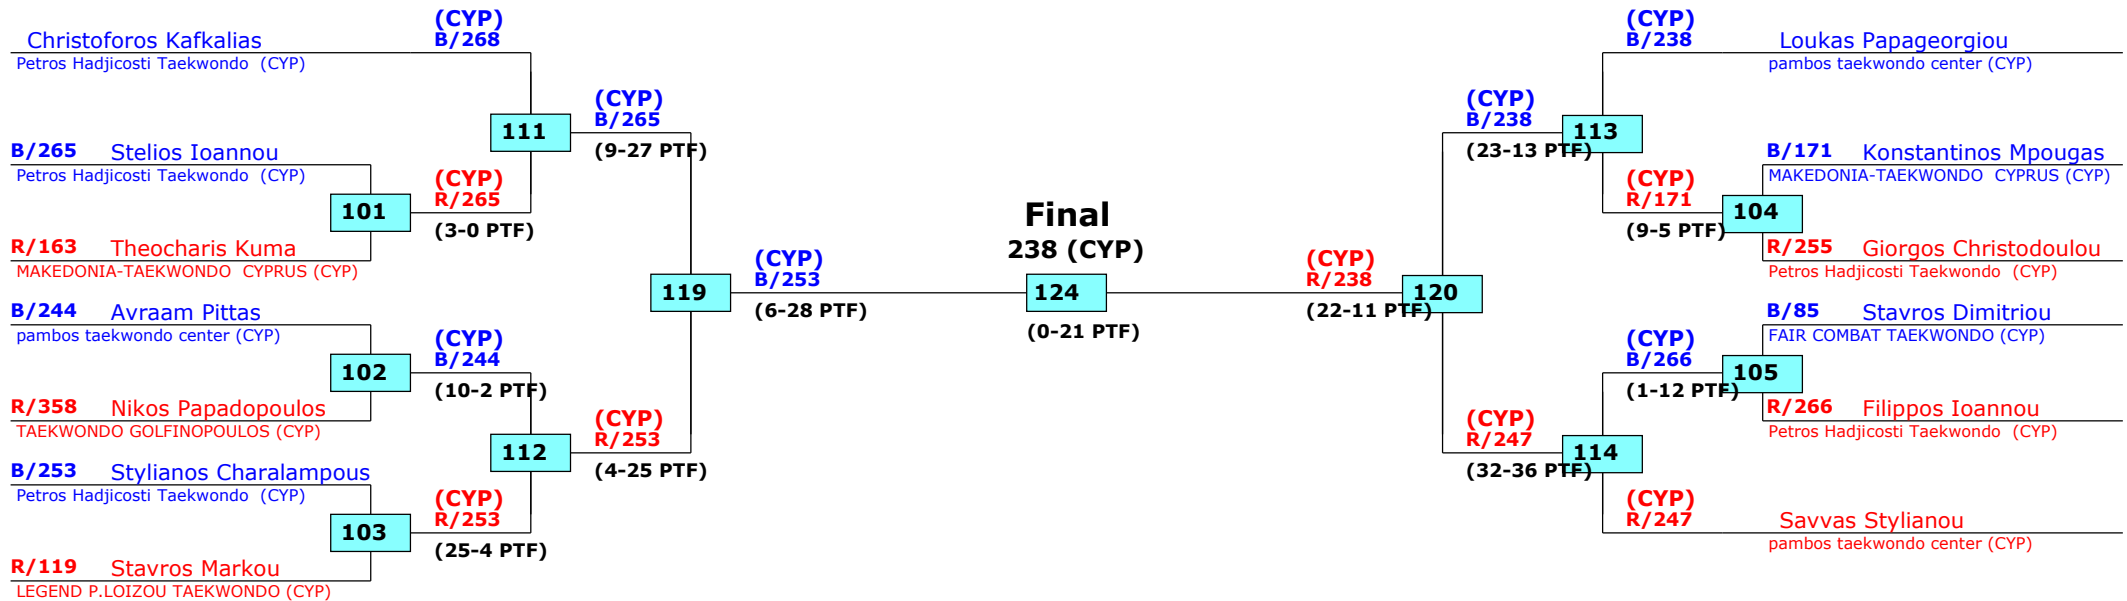 (CYP)
B/268
Christoforos Kafkalias
Petros Hadjicosti Taekwondo (CYP)
B/265 Stelios Ioannou
Petros Hadjicosti Taekwondo (CYP)
R/163 Theocharis Kuma
MAKEDONIA-TAEKWONDO CYPRUS (CYP)
B/244 Avraam Pittas
pambos taekwondo center (CYP)
R/358 Nikos Papadopoulos
TAEKWONDO GOLFINOPOULOS (CYP)
B/253 Stylianos Charalampous
Petros Hadjicosti Taekwondo (CYP)
R/119 Stavros Markou
LEGEND P.LOIZOU TAEKWONDO (CYP)
101
(CYP)
R/265
(3-0 PTF)
102
(CYP)
B/244
(10-2 PTF)
103
(CYP)
R/253
(25-4 PTF)
111
(CYP)
B/265
(9-27 PTF)
112
(CYP)
R/253
(4-25 PTF)
119
(CYP)
B/253
(6-28 PTF)
Final
238 (CYP)
124
(0-21 PTF)
(CYP)
R/238
(22-11 PTF)
120
(CYP)
B/238
(23-13 PTF)
113
(CYP)
R/247
(32-36 PTF)
114
(CYP)
B/238
(CYP)
R/171
(9-5 PTF)
104
(CYP)
B/266
(1-12 PTF)
105
(CYP)
R/247
Loukas Papageorgiou
pambos taekwondo center (CYP)
B/171 Konstantinos Mpougas
MAKEDONIA-TAEKWONDO CYPRUS (CYP)
R/255 Giorgos Christodoulou
Petros Hadjicosti Taekwondo (CYP)
B/85 Stavros Dimitriou
FAIR COMBAT TAEKWONDO (CYP)
R/266 Filippos Ioannou
Petros Hadjicosti Taekwondo (CYP)
Savvas Stylianou
pambos taekwondo center (CYP)